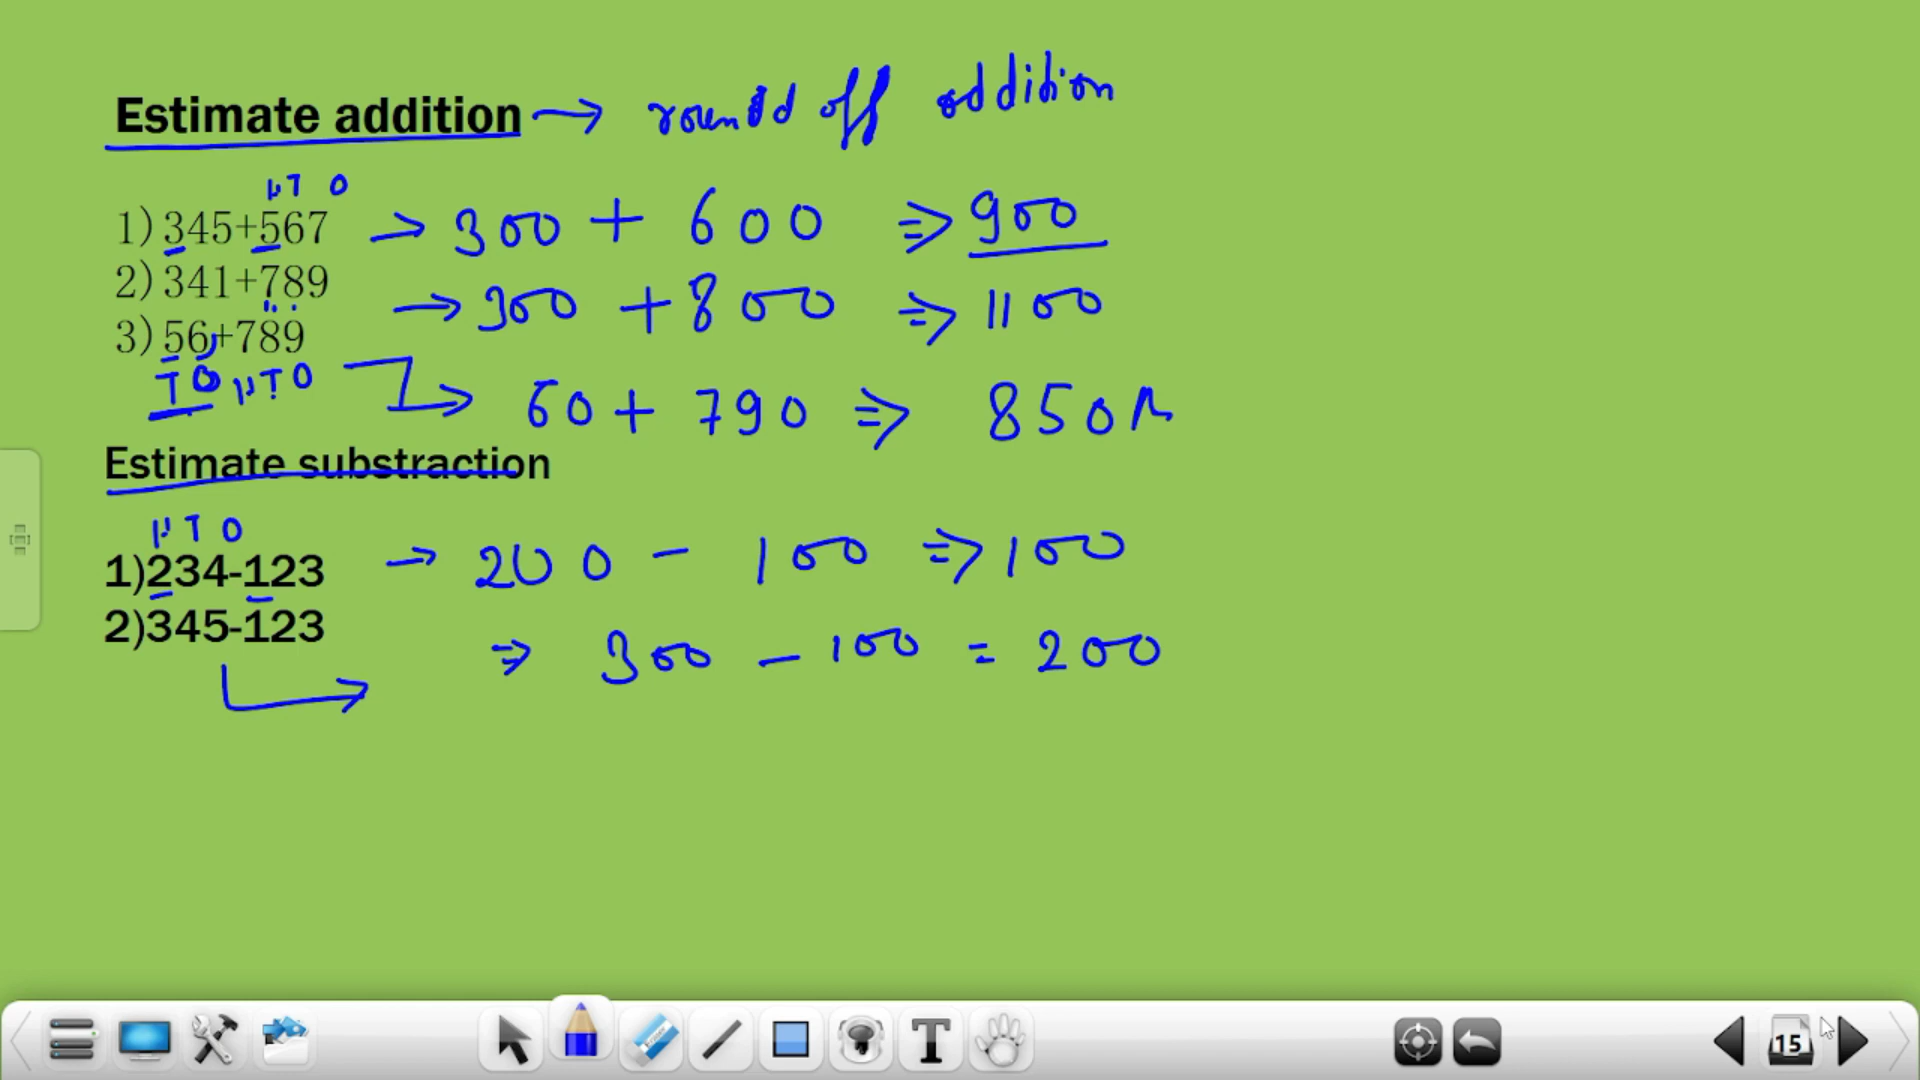 Estimate addition → round off addition
H T O
1) 345+567 → 300 + 600 ⇒ 900
2) 341+789 → 300 + 800 ⇒ 1100
3) 56+789
T O H T O → 60 + 790 ⇒ 850
Estimate substraction
H T O
1)234-123 → 200 - 100 ⇒ 100
2)345-123 ⇒ 300 - 100 = 200
T 15